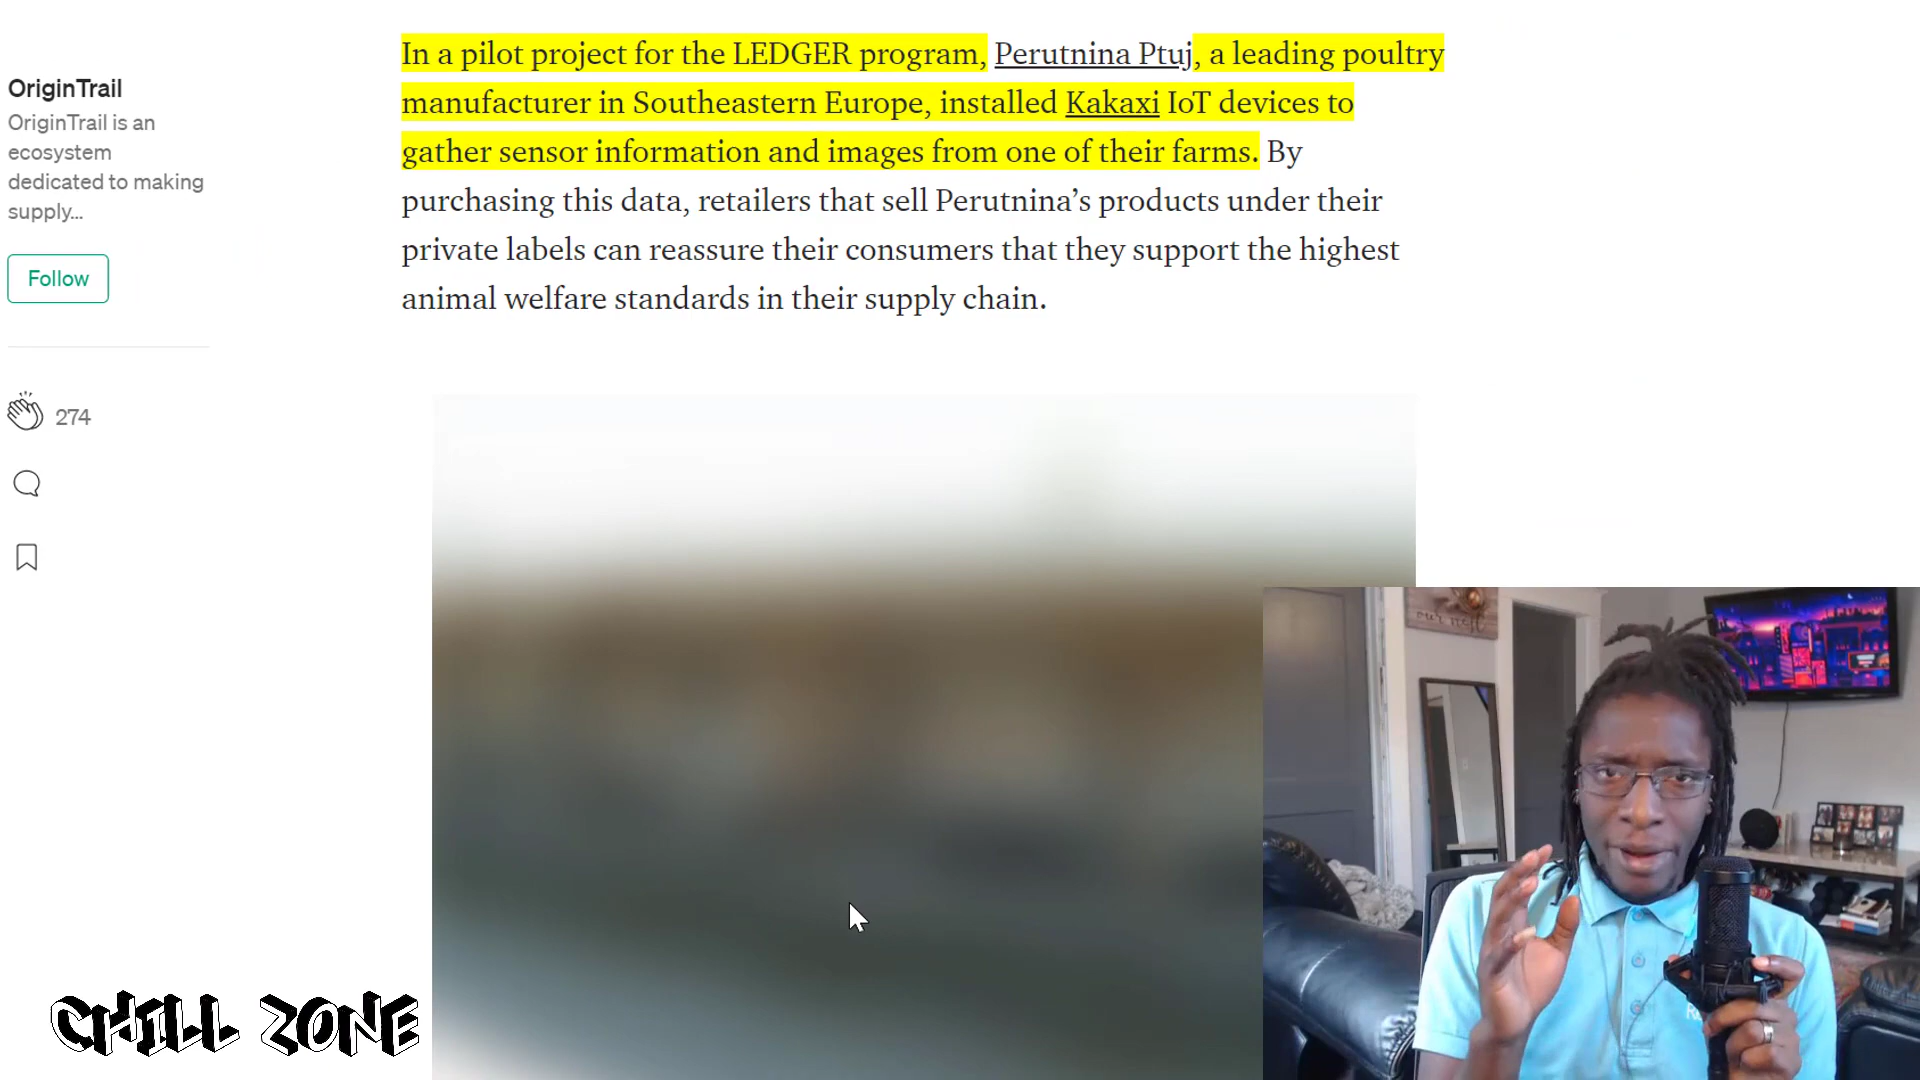 In a pilot project for the LEDGER program, Perutnina Ptuj, a leading poultry
manufacturer in Southeastern Europe, installed Kakaxi IoT devices to
gather sensor information and images from one of their farms. By
purchasing this data, retailers that sell Perutnina’s products under their
private labels can reassure their consumers that they support the highest
animal welfare standards in their supply chain.
OriginTrail
OriginTrail is an
ecosystem
dedicated to making
supply...
Follow
274
our nest
CHILL ZONE